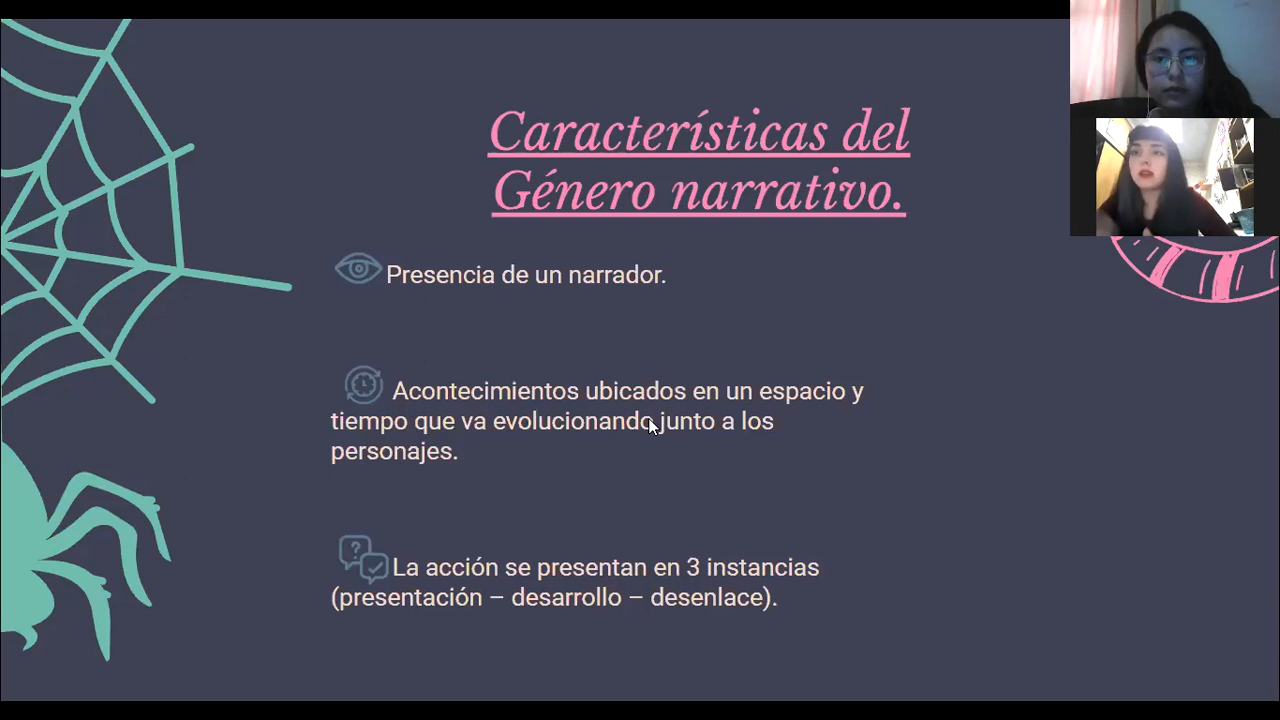 Características del
Género narrativo.
Presencia de un narrador.
Acontecimientos ubicados en un espacio y
tiempo que va evolucionando junto a los
personajes.
La acción se presentan en 3 instancias
(presentación – desarrollo – desenlace).